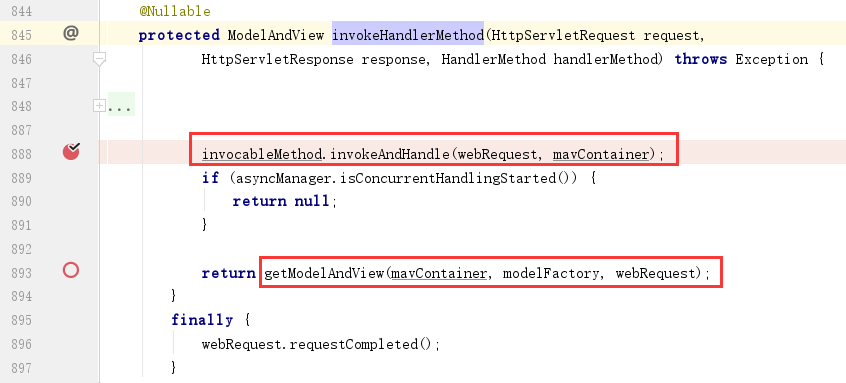 844 @Nullable
845 @ protected ModelAndView invokeHandlerMethod(HttpServletRequest request,
846 HttpServletResponse response, HandlerMethod handlerMethod) throws Exception {
847
848 ...
887
888 invocableMethod.invokeAndHandle(webRequest, mavContainer);
889 if (asyncManager.isConcurrentHandlingStarted()) {
890 return null;
891 }
892
893 return getModelAndView(mavContainer, modelFactory, webRequest);
894 }
895 finally {
896 webRequest.requestCompleted();
897 }